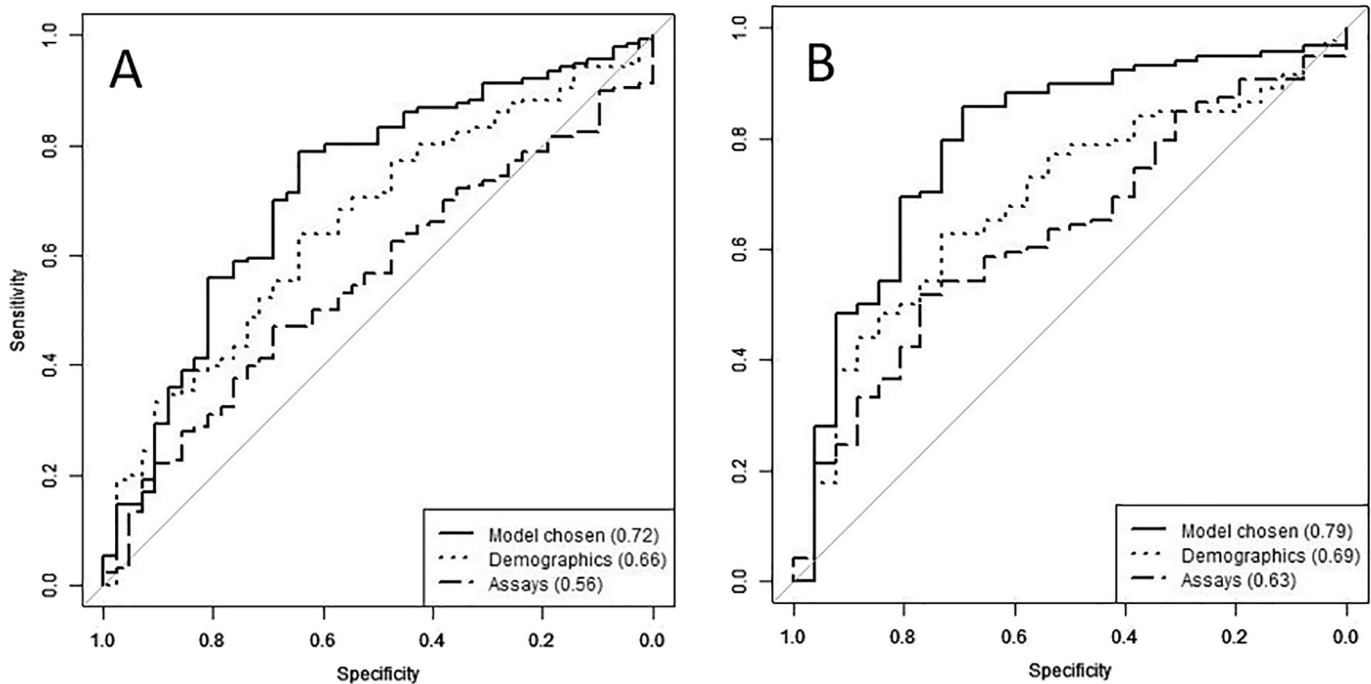 A
Sensitivity
1.0
0.8
0.6
0.4
0.2
0.0
Model chosen (0.72)
Demographics (0.66)
Assays (0.56)
1.0 0.8 0.6 0.4 0.2 0.0
Specificity
B
1.0
0.8
0.6
0.4
0.2
0.0
Model chosen (0.79)
Demographics (0.69)
Assays (0.63)
1.0 0.8 0.6 0.4 0.2 0.0
Specificity